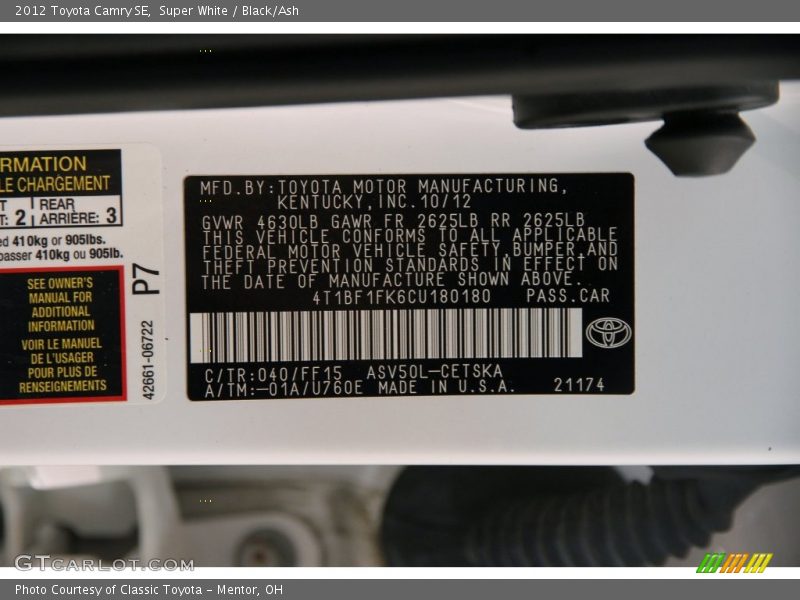 2012 Toyota Camry SE, Super White / Black/Ash
RMATION
LE CHARGEMENT
T
: 2
REAR
ARRIÈRE: 3
ed 410kg or 905lbs.
passer 410kg ou 905lb.
SEE OWNER'S
MANUAL FOR
ADDITIONAL
INFORMATION
VOIR LE MANUEL
DE L'USAGER
POUR PLUS DE
RENSEIGNEMENTS
P7
42661-06722
MFD.BY:TOYOTA MOTOR MANUFACTURING,
KENTUCKY,INC.10/12
GVWR 4630LB GAWR FR 2625LB RR 2625LB
THIS VEHICLE CONFORMS TO ALL APPLICABLE
FEDERAL MOTOR VEHICLE SAFETY,BUMPER AND
THEFT PREVENTION STANDARDS IN EFFECT ON
THE DATE OF MANUFACTURE SHOWN ABOVE.
4T1BF1FK6CU180180 PASS.CAR
C/TR:040/FF15 ASV50L-CETSKA
A/TM:-01A/U760E MADE IN U.S.A. 21174
GTCarlot.com
Photo Courtesy of Classic Toyota - Mentor, OH